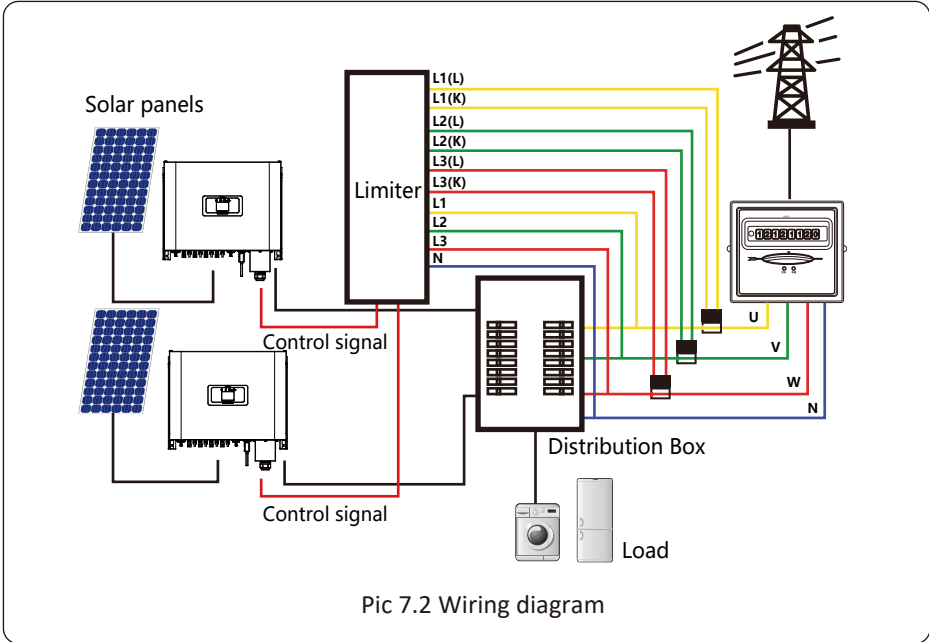 Solar panels
Limiter
L1(L)
L1(K)
L2(L)
L2(K)
L3(L)
L3(K)
L1
L2
L3
N
Control signal
Control signal
12121120
U
V
W
N
Distribution Box
Load
Pic 7.2 Wiring diagram